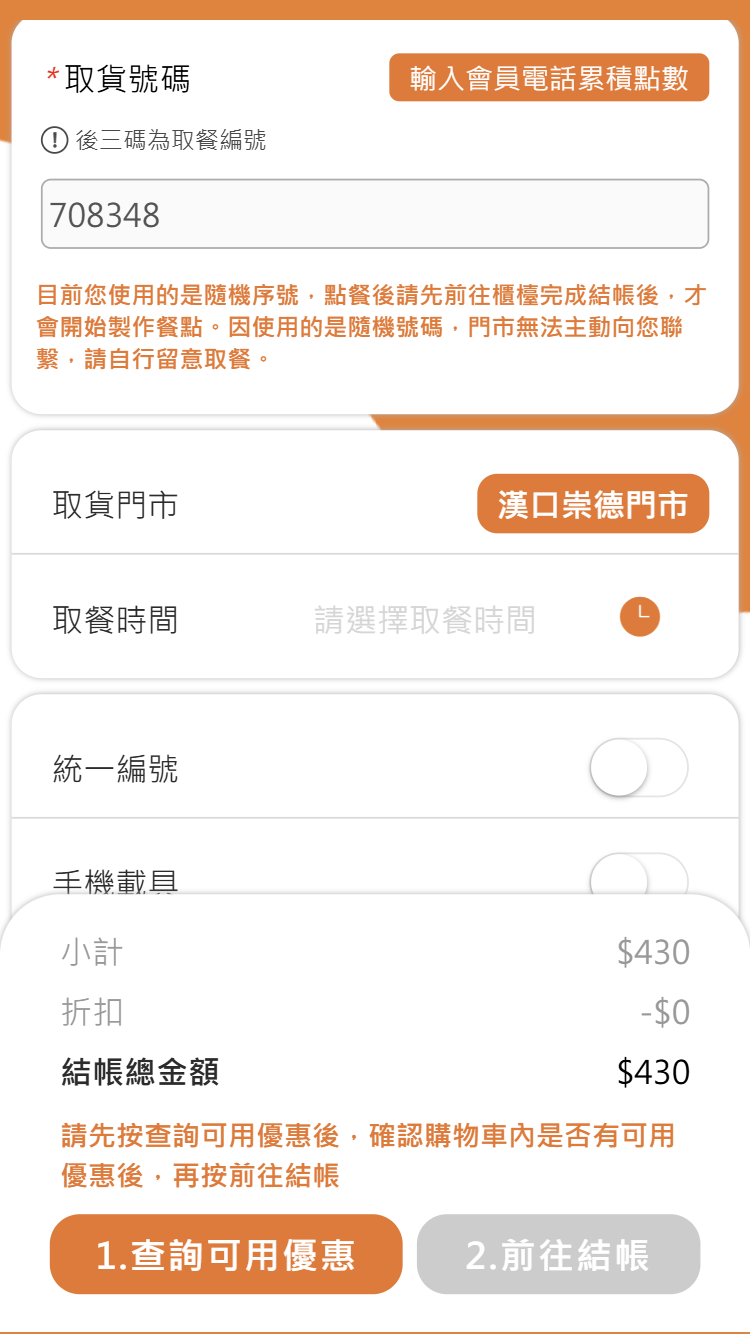 *取貨號碼
輸入會員電話累積點數
後三碼為取餐編號
708348
目前您使用的是隨機序號，點餐後請先前往櫃檯完成結帳後，才
會開始製作餐點。因使用的是隨機號碼，門市無法主動向您聯
繫，請自行留意取餐。
取貨門市
漢口崇德門市
取餐時間
請選擇取餐時間
統一編號
手機載具
小計
$430
折扣
-$0
結帳總金額
$430
請先按查詢可用優惠後，確認購物車內是否有可用
優惠後，再按前往結帳
1.查詢可用優惠
2.前往結帳